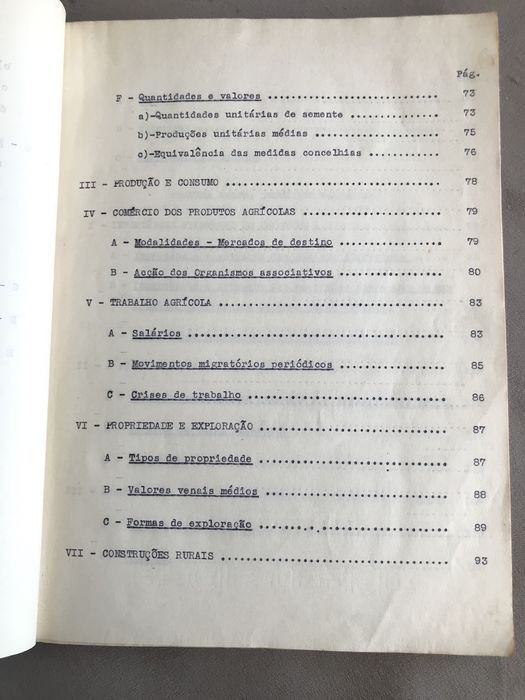 Pág.
F - Quantidades e valores ................................ 73
a)-Quantidades unitárias de semente ................ 73
b)-Produções unitárias médias ...................... 75
c)-Equivalência das medidas concelhias ............. 76
III - PRODUÇÃO E CONSUMO ........................................ 78
IV - COMÉRCIO DOS PRODUTOS AGRÍCOLAS .......................... 79
A - Modalidades - Mercados de destino .................... 79
B - Acção dos Organismos associativos .................... 80
V - TRABALHO AGRÍCOLA ......................................... 83
A - Salários ............................................. 83
B - Movimentos migratórios periódicos .................... 85
C - Crises de trabalho ................................... 86
VI - PROPRIEDADE E EXPLORAÇÃO .................................. 87
A - Tipos de propriedade ................................. 87
B - Valores venais médios ................................ 88
C - Formas de exploração ................................. 89
VII - CONSTRUÇÕES RURAIS ........................................ 93